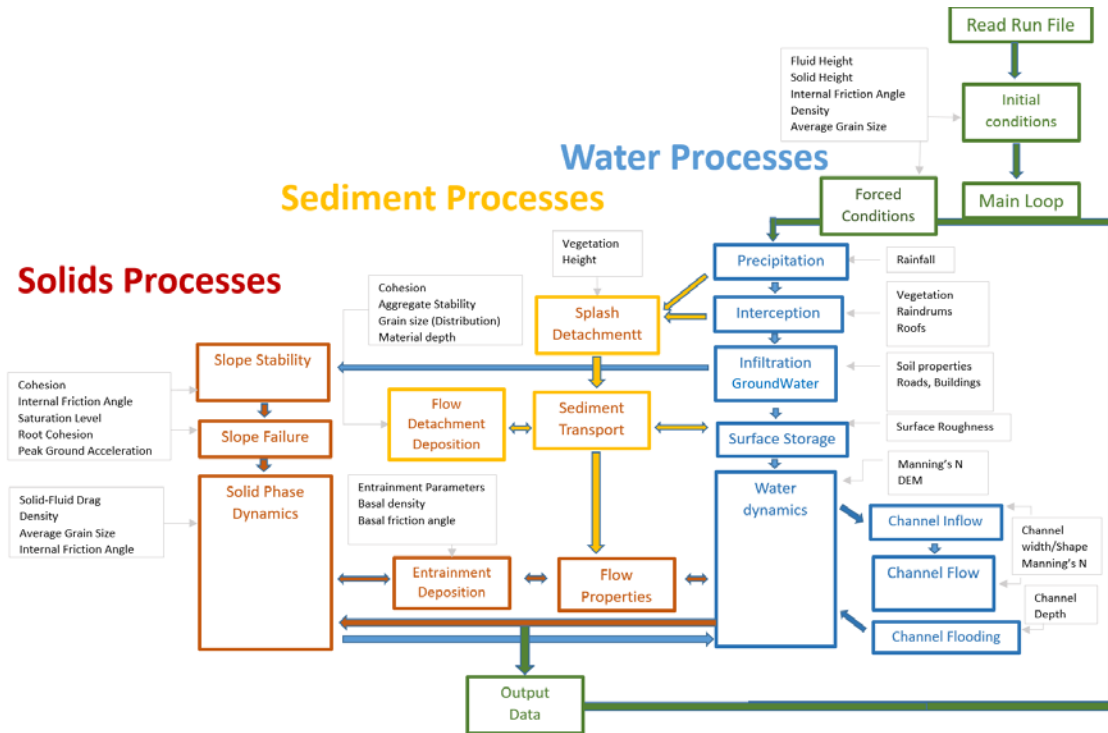 Read Run File
Fluid Height
Solid Height
Internal Friction Angle
Density
Average Grain Size
Initial
conditions
Water Processes
Forced
Conditions
Main Loop
Sediment Processes
Vegetation
Height
Precipitation
Rainfall
Solids Processes
Cohesion
Aggregate Stability
Grain size (Distribution)
Material depth
Splash
Detachmentt
Interception
Vegetation
Raindrums
Roofs
Slope Stability
Infiltration
GroundWater
Soil properties
Roads, Buildings
Cohesion
Internal Friction Angle
Saturation Level
Root Cohesion
Peak Ground Acceleration
Slope Failure
Flow
Detachment
Deposition
Sediment
Transport
Surface Storage
Surface Roughness
Solid-Fluid Drag
Density
Average Grain Size
Internal Friction Angle
Solid Phase
Dynamics
Entrainment Parameters
Basal density
Basal friction angle
Water
dynamics
Manning's N
DEM
Channel Inflow
Channel
width/Shape
Manning's N
Channel Flow
Entrainment
Deposition
Flow
Properties
Channel
Depth
Channel Flooding
Output
Data